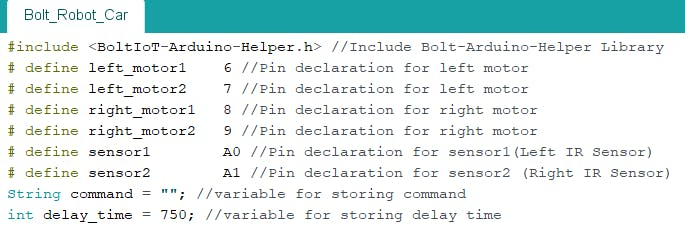 Bolt_Robot_Car
#include <BoltIoT-Arduino-Helper.h> //Include Bolt-Arduino-Helper Library
# define left_motor1    6 //Pin declaration for left motor
# define left_motor2    7 //Pin declaration for left motor
# define right_motor1   8 //Pin declaration for right motor
# define right_motor2   9 //Pin declaration for right motor
# define sensor1        A0 //Pin declaration for sensor1(Left IR Sensor)
# define sensor2        A1 //Pin declaration for sensor2 (Right IR Sensor)
String command = ""; //variable for storing command
int delay_time = 750; //variable for storing delay time